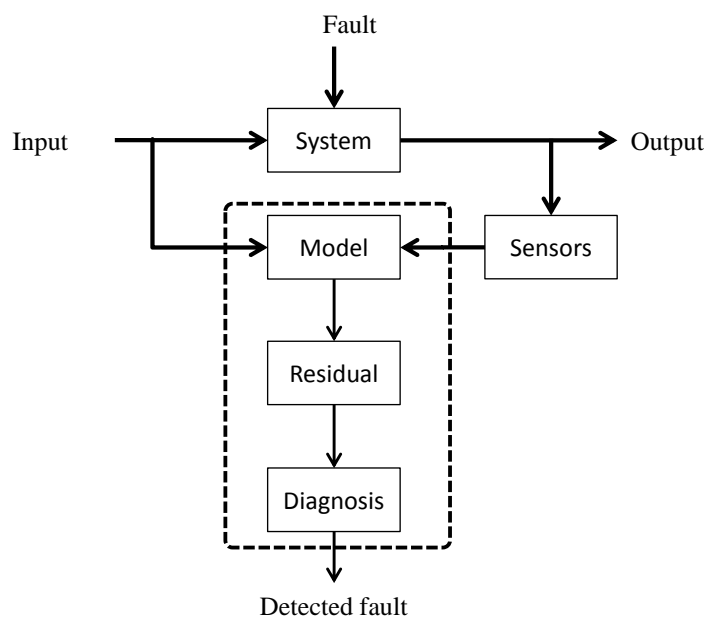 Fault
Input
System
Output
Model
Sensors
Residual
Diagnosis
Detected fault